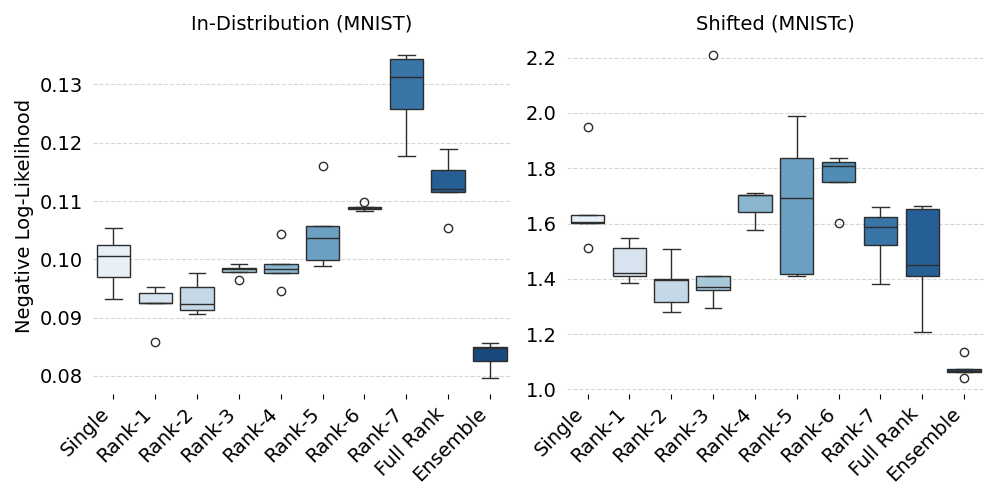 In-Distribution (MNIST)
Shifted (MNISTc)
Negative Log-Likelihood
0.13
0.12
0.11
0.10
0.09
0.08
2.2
2.0
1.8
1.6
1.4
1.2
1.0
Single
Rank-1
Rank-2
Rank-3
Rank-4
Rank-5
Rank-6
Rank-7
Full Rank
Ensemble
Single
Rank-1
Rank-2
Rank-3
Rank-4
Rank-5
Rank-6
Rank-7
Full Rank
Ensemble